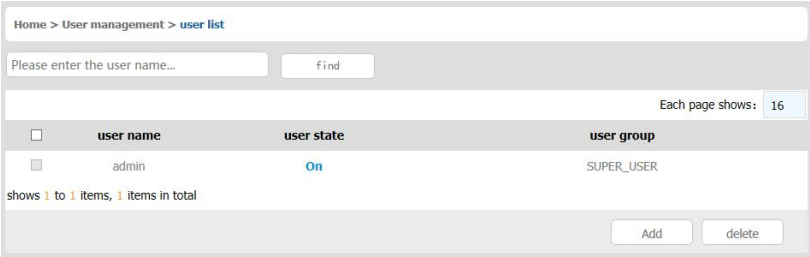 Home > User management > user list
Please enter the user name... find
Each page shows: 16
user name user state user group
admin On SUPER_USER
shows 1 to 1 items, 1 items in total
Add delete